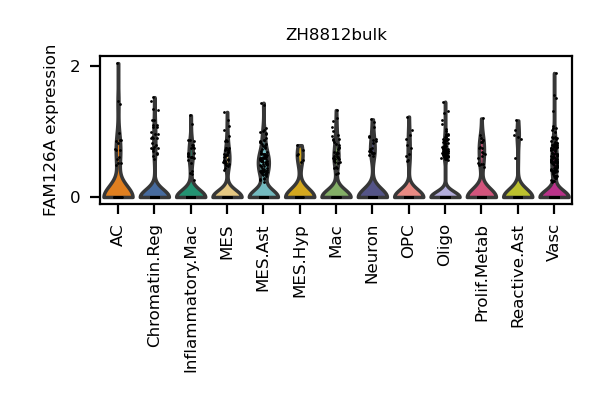 ZH8812bulk
FAM126A expression
2
0
AC
Chromatin.Reg
Inflammatory.Mac
MES
MES.Ast
MES.Hyp
Mac
Neuron
OPC
Oligo
Prolif.Metab
Reactive.Ast
Vasc